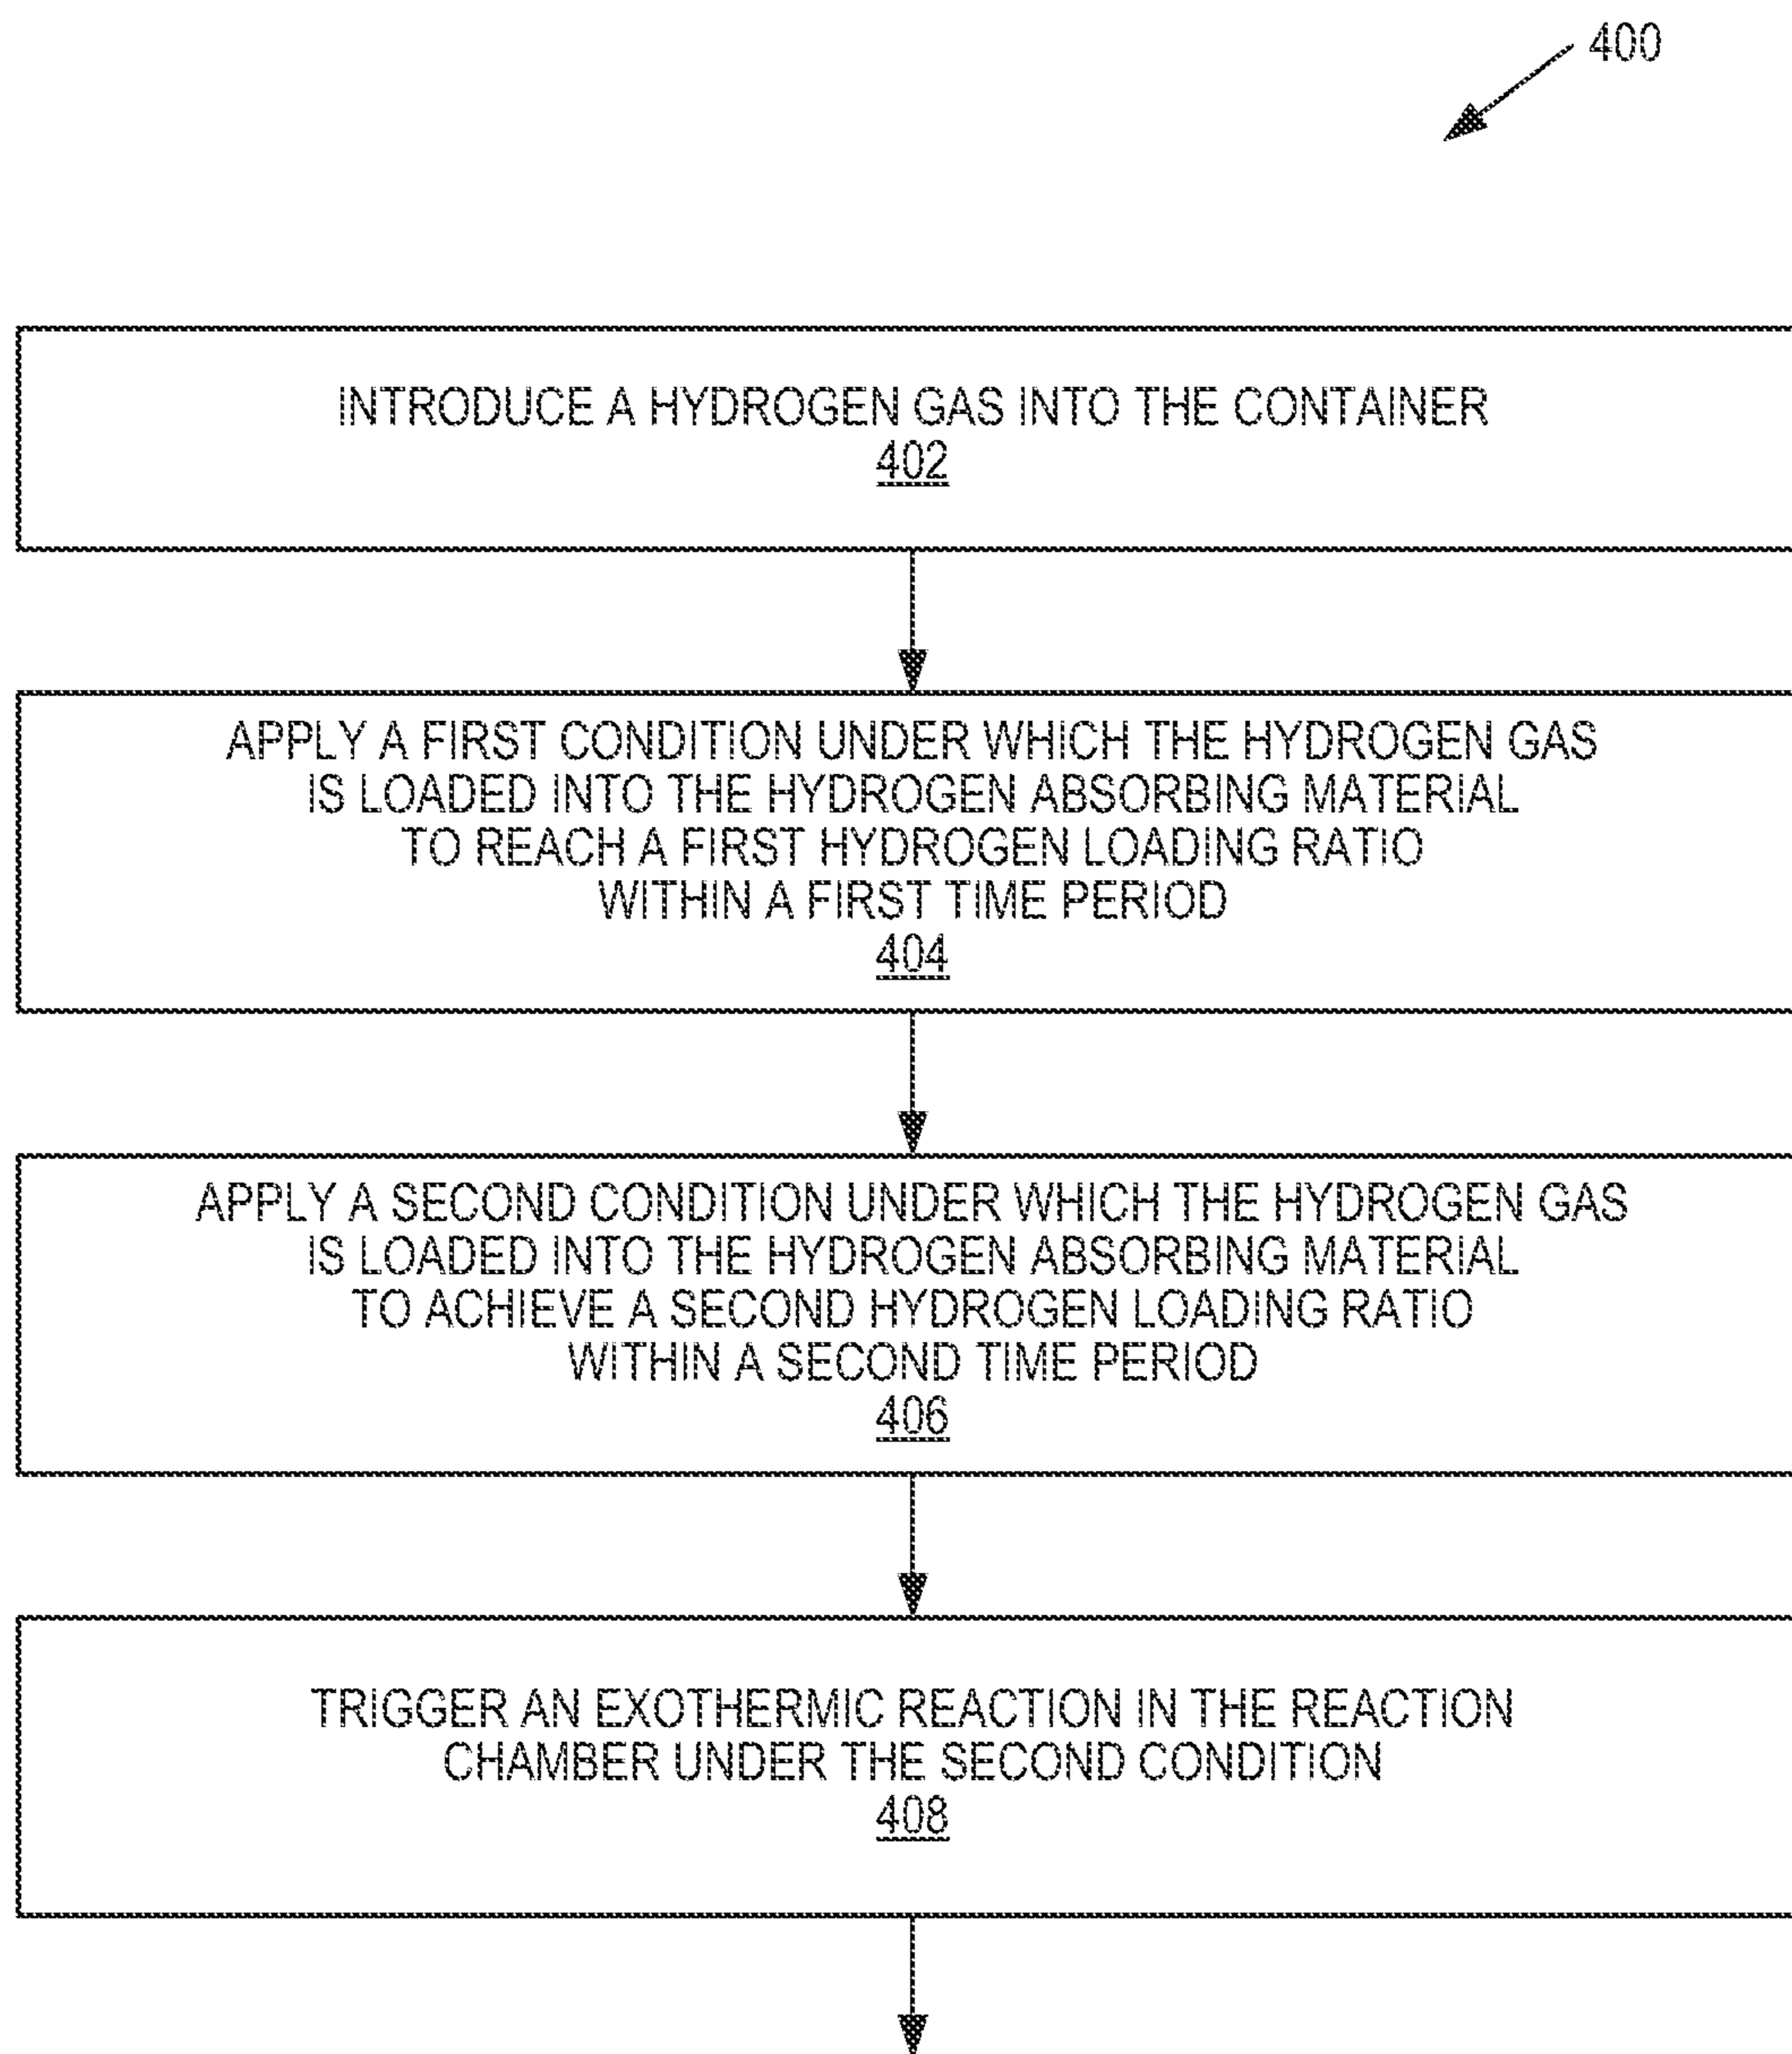 400
INTRODUCE A HYDROGEN GAS INTO THE CONTAINER
402
APPLY A FIRST CONDITION UNDER WHICH THE HYDROGEN GAS
IS LOADED INTO THE HYDROGEN ABSORBING MATERIAL
TO REACH A FIRST HYDROGEN LOADING RATIO
WITHIN A FIRST TIME PERIOD
404
APPLY A SECOND CONDITION UNDER WHICH THE HYDROGEN GAS
IS LOADED INTO THE HYDROGEN ABSORBING MATERIAL
TO ACHIEVE A SECOND HYDROGEN LOADING RATIO
WITHIN A SECOND TIME PERIOD
406
TRIGGER AN EXOTHERMIC REACTION IN THE REACTION
CHAMBER UNDER THE SECOND CONDITION
408